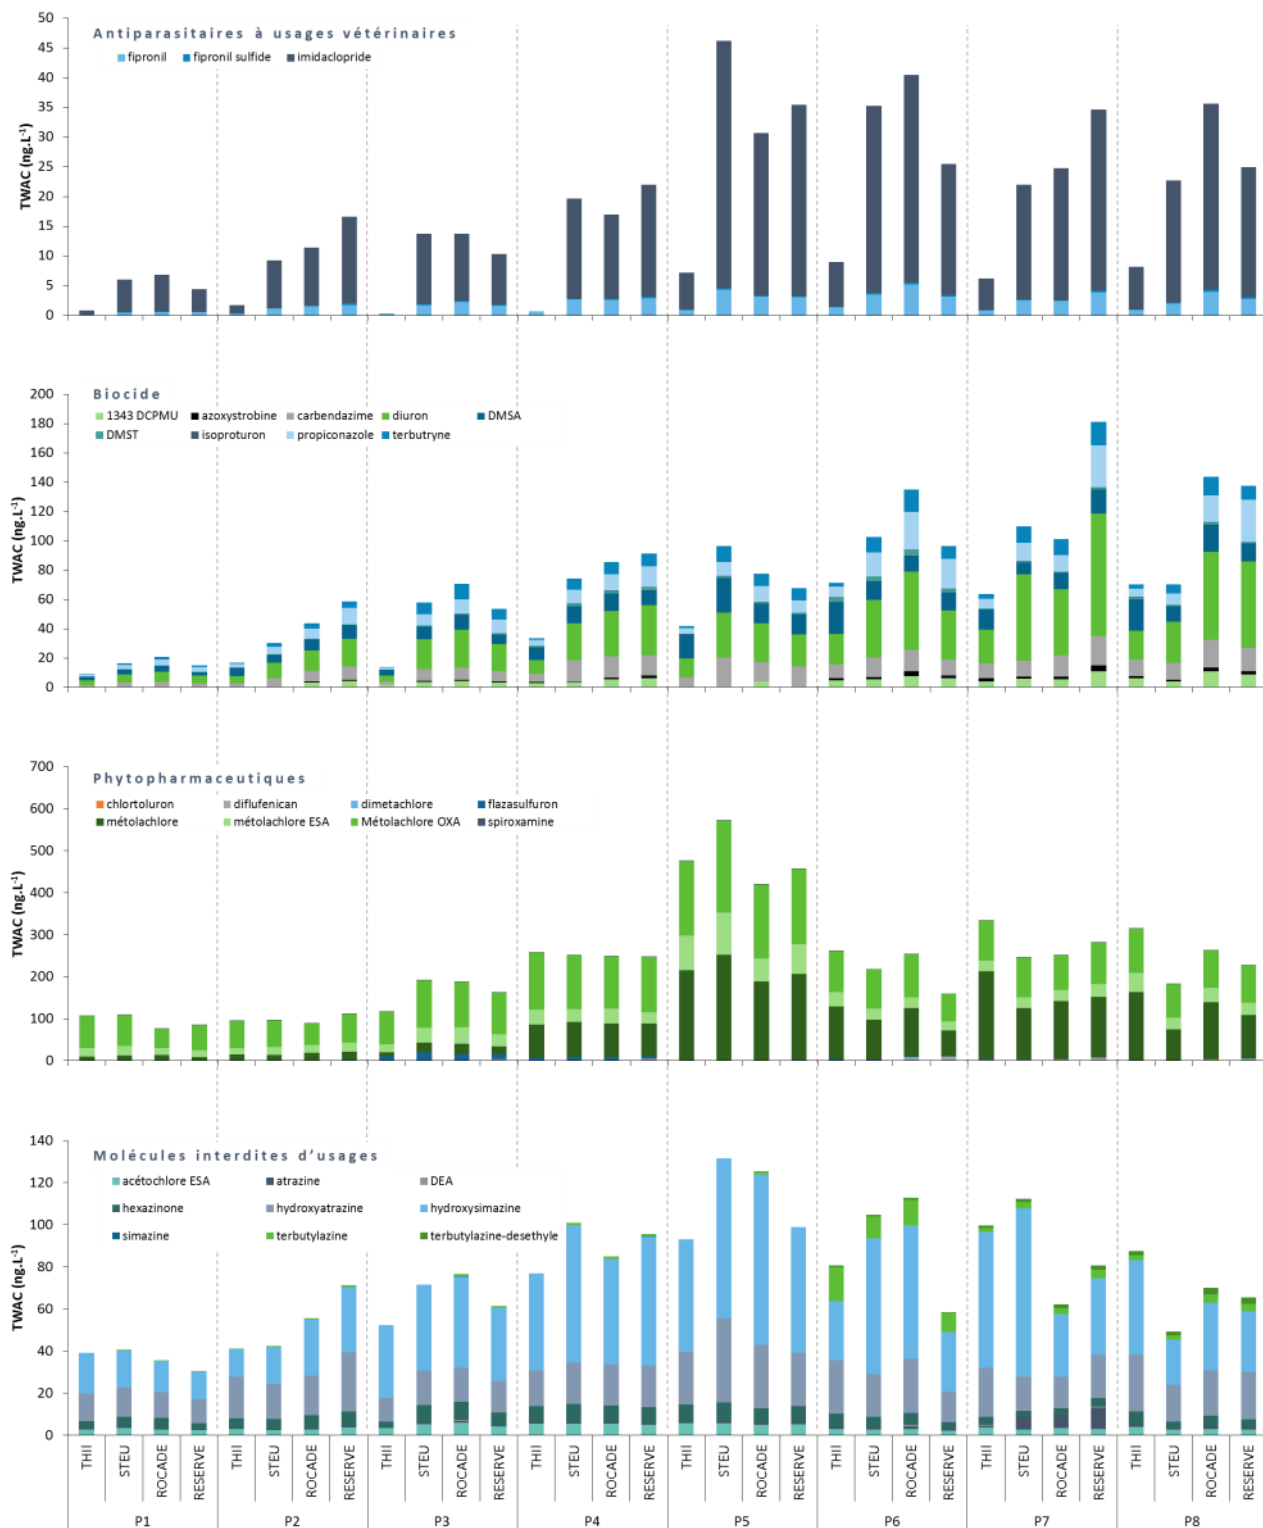 50
45
40
35
30
25
20
15
10
5
0
TWAC (ng.L-1)
Antiparasitaires à usages vétérinaires
fipronil fipronil sulfide imidaclopride
200
180
160
140
120
100
80
60
40
20
0
TWAC (ng.L-1)
Biocide
1343 DCPMU azoxystrobine carbendazime diuron DMSA
DMST isoproturon propiconazole terbutryne
700
600
500
400
300
200
100
0
TWAC (ng.L-1)
Phytopharmaceutiques
chlortoluron diflufenican dimetachlore flazasulfuron
métolachlore métolachlore ESA Métolachlore OXA spiroxamine
140
120
100
80
60
40
20
0
TWAC (ng.L-1)
Molécules interdites d'usages
acétochlore ESA atrazine DEA
hexazinone hydroxyatrazine hydroxysimazine
simazine terbutylazine terbutylazine-desethyle
THII STEU ROCADE RESERVE THII STEU ROCADE RESERVE THII STEU ROCADE RESERVE THII STEU ROCADE RESERVE THII STEU ROCADE RESERVE THII STEU ROCADE RESERVE THII STEU ROCADE RESERVE THII STEU ROCADE RESERVE
P1 P2 P3 P4 P5 P6 P7 P8